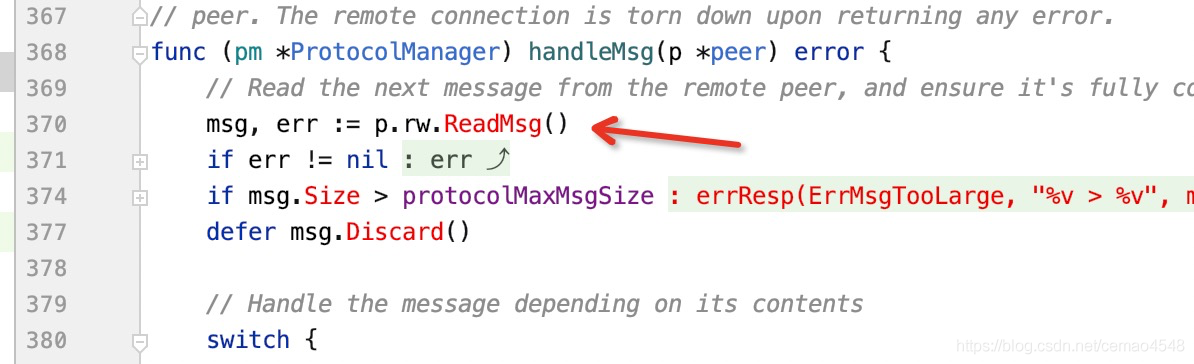 367 // peer. The remote connection is torn down upon returning any error.
368 func (pm *ProtocolManager) handleMsg(p *peer) error {
369 // Read the next message from the remote peer, and ensure it's fully co
370 msg, err := p.rw.ReadMsg()
371 if err != nil : err ⤴
374 if msg.Size > protocolMaxMsgSize : errResp(ErrMsgTooLarge, "%v > %v", m
377 defer msg.Discard()
378
379 // Handle the message depending on its contents
380 switch {
https://blog.csdn.net/cemao4548